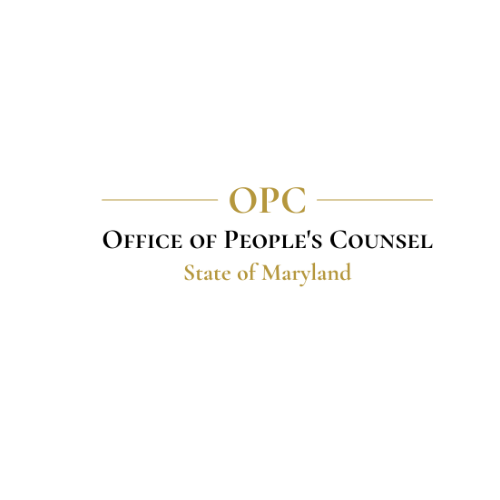 OPC
Office of People's Counsel
State of Maryland